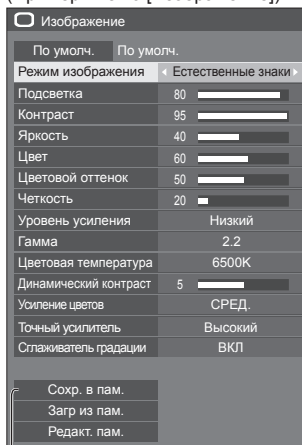 Изображение
По умолч. По умолч.
Режим изображения Естественные знаки
Подсветка 80
Контраст 95
Яркость 40
Цвет 60
Цветовой оттенок 50
Четкость 20
Уровень усиления Низкий
Гамма 2.2
Цветовая температура 6500K
Динамический контраст 5
Усиление цветов СРЕД.
Точный усилитель Высокий
Сглаживатель градации ВКЛ
Сохр. в пам.
Загр из пам.
Редакт. пам.